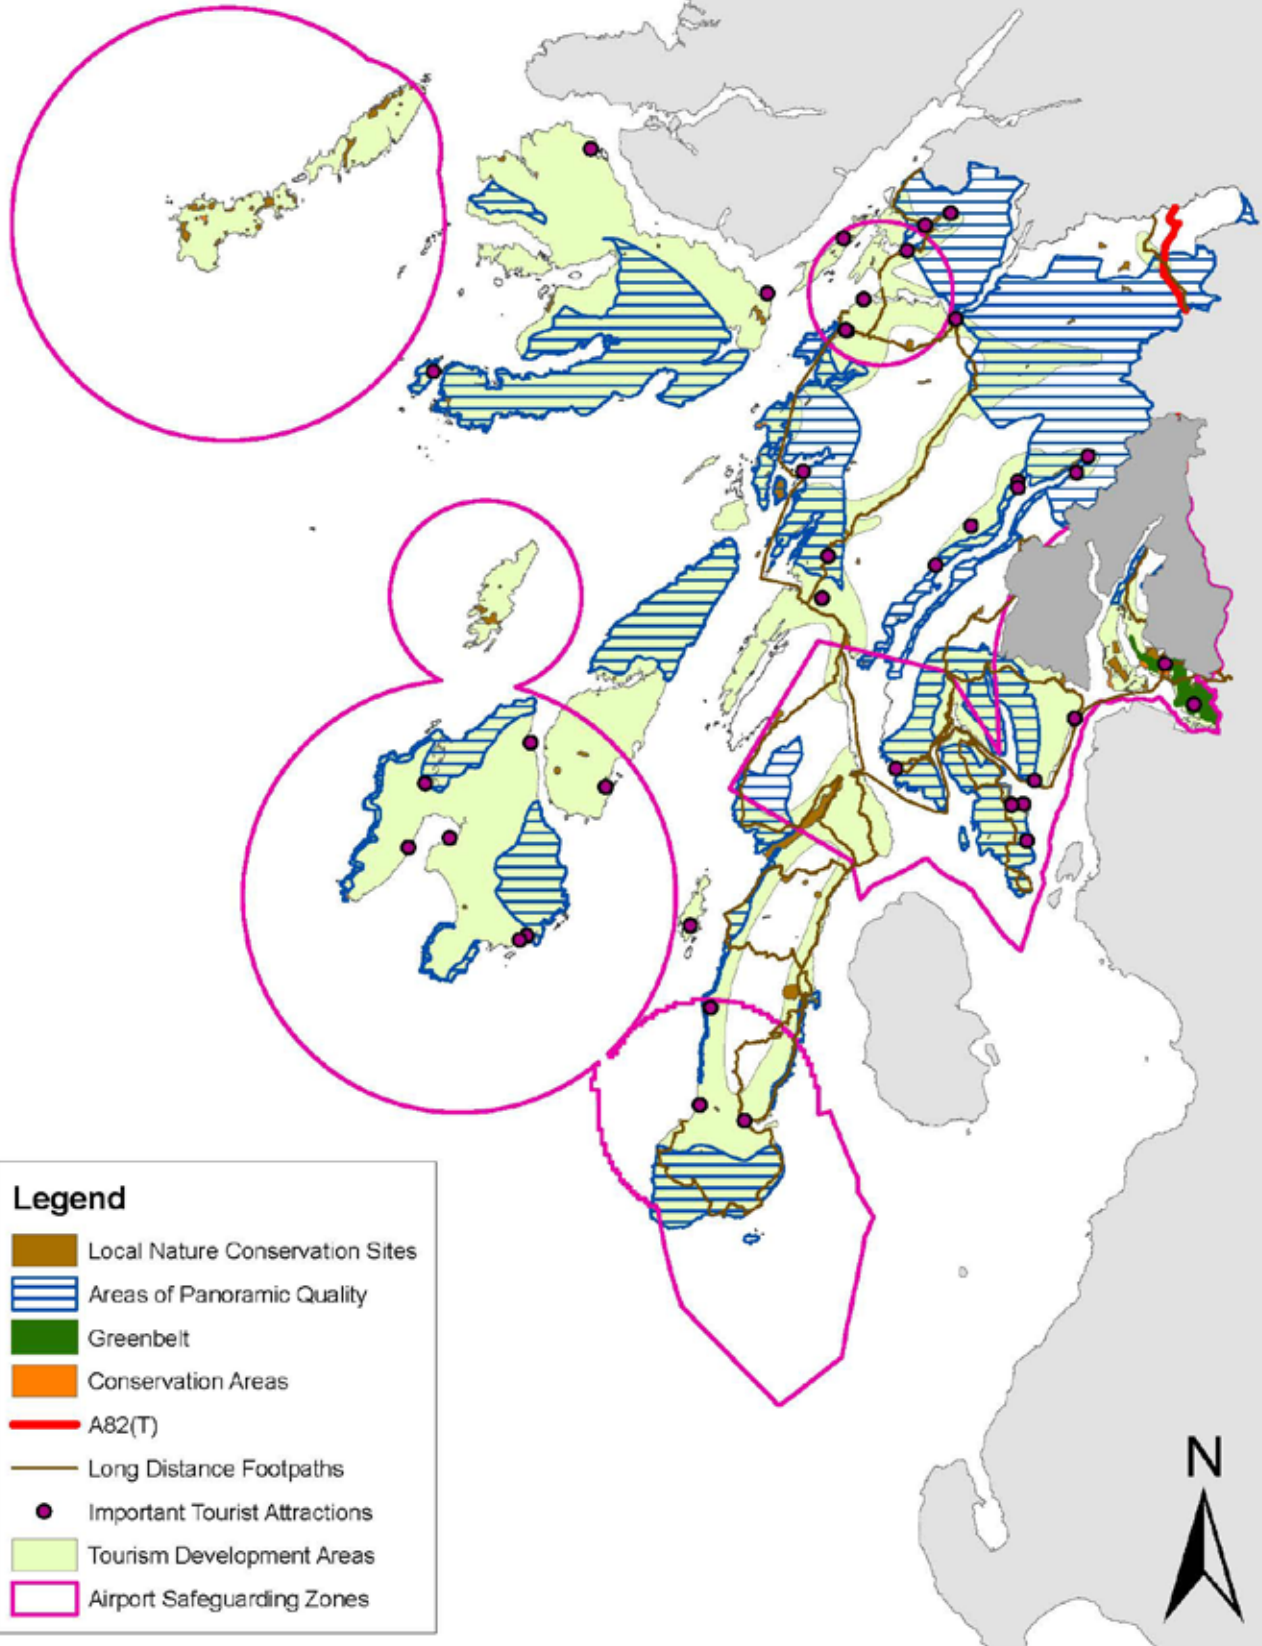 N
Legend
Local Nature Conservation Sites
Areas of Panoramic Quality
Greenbelt
Conservation Areas
A82(T)
Long Distance Footpaths
Important Tourist Attractions
Tourism Development Areas
Airport Safeguarding Zones